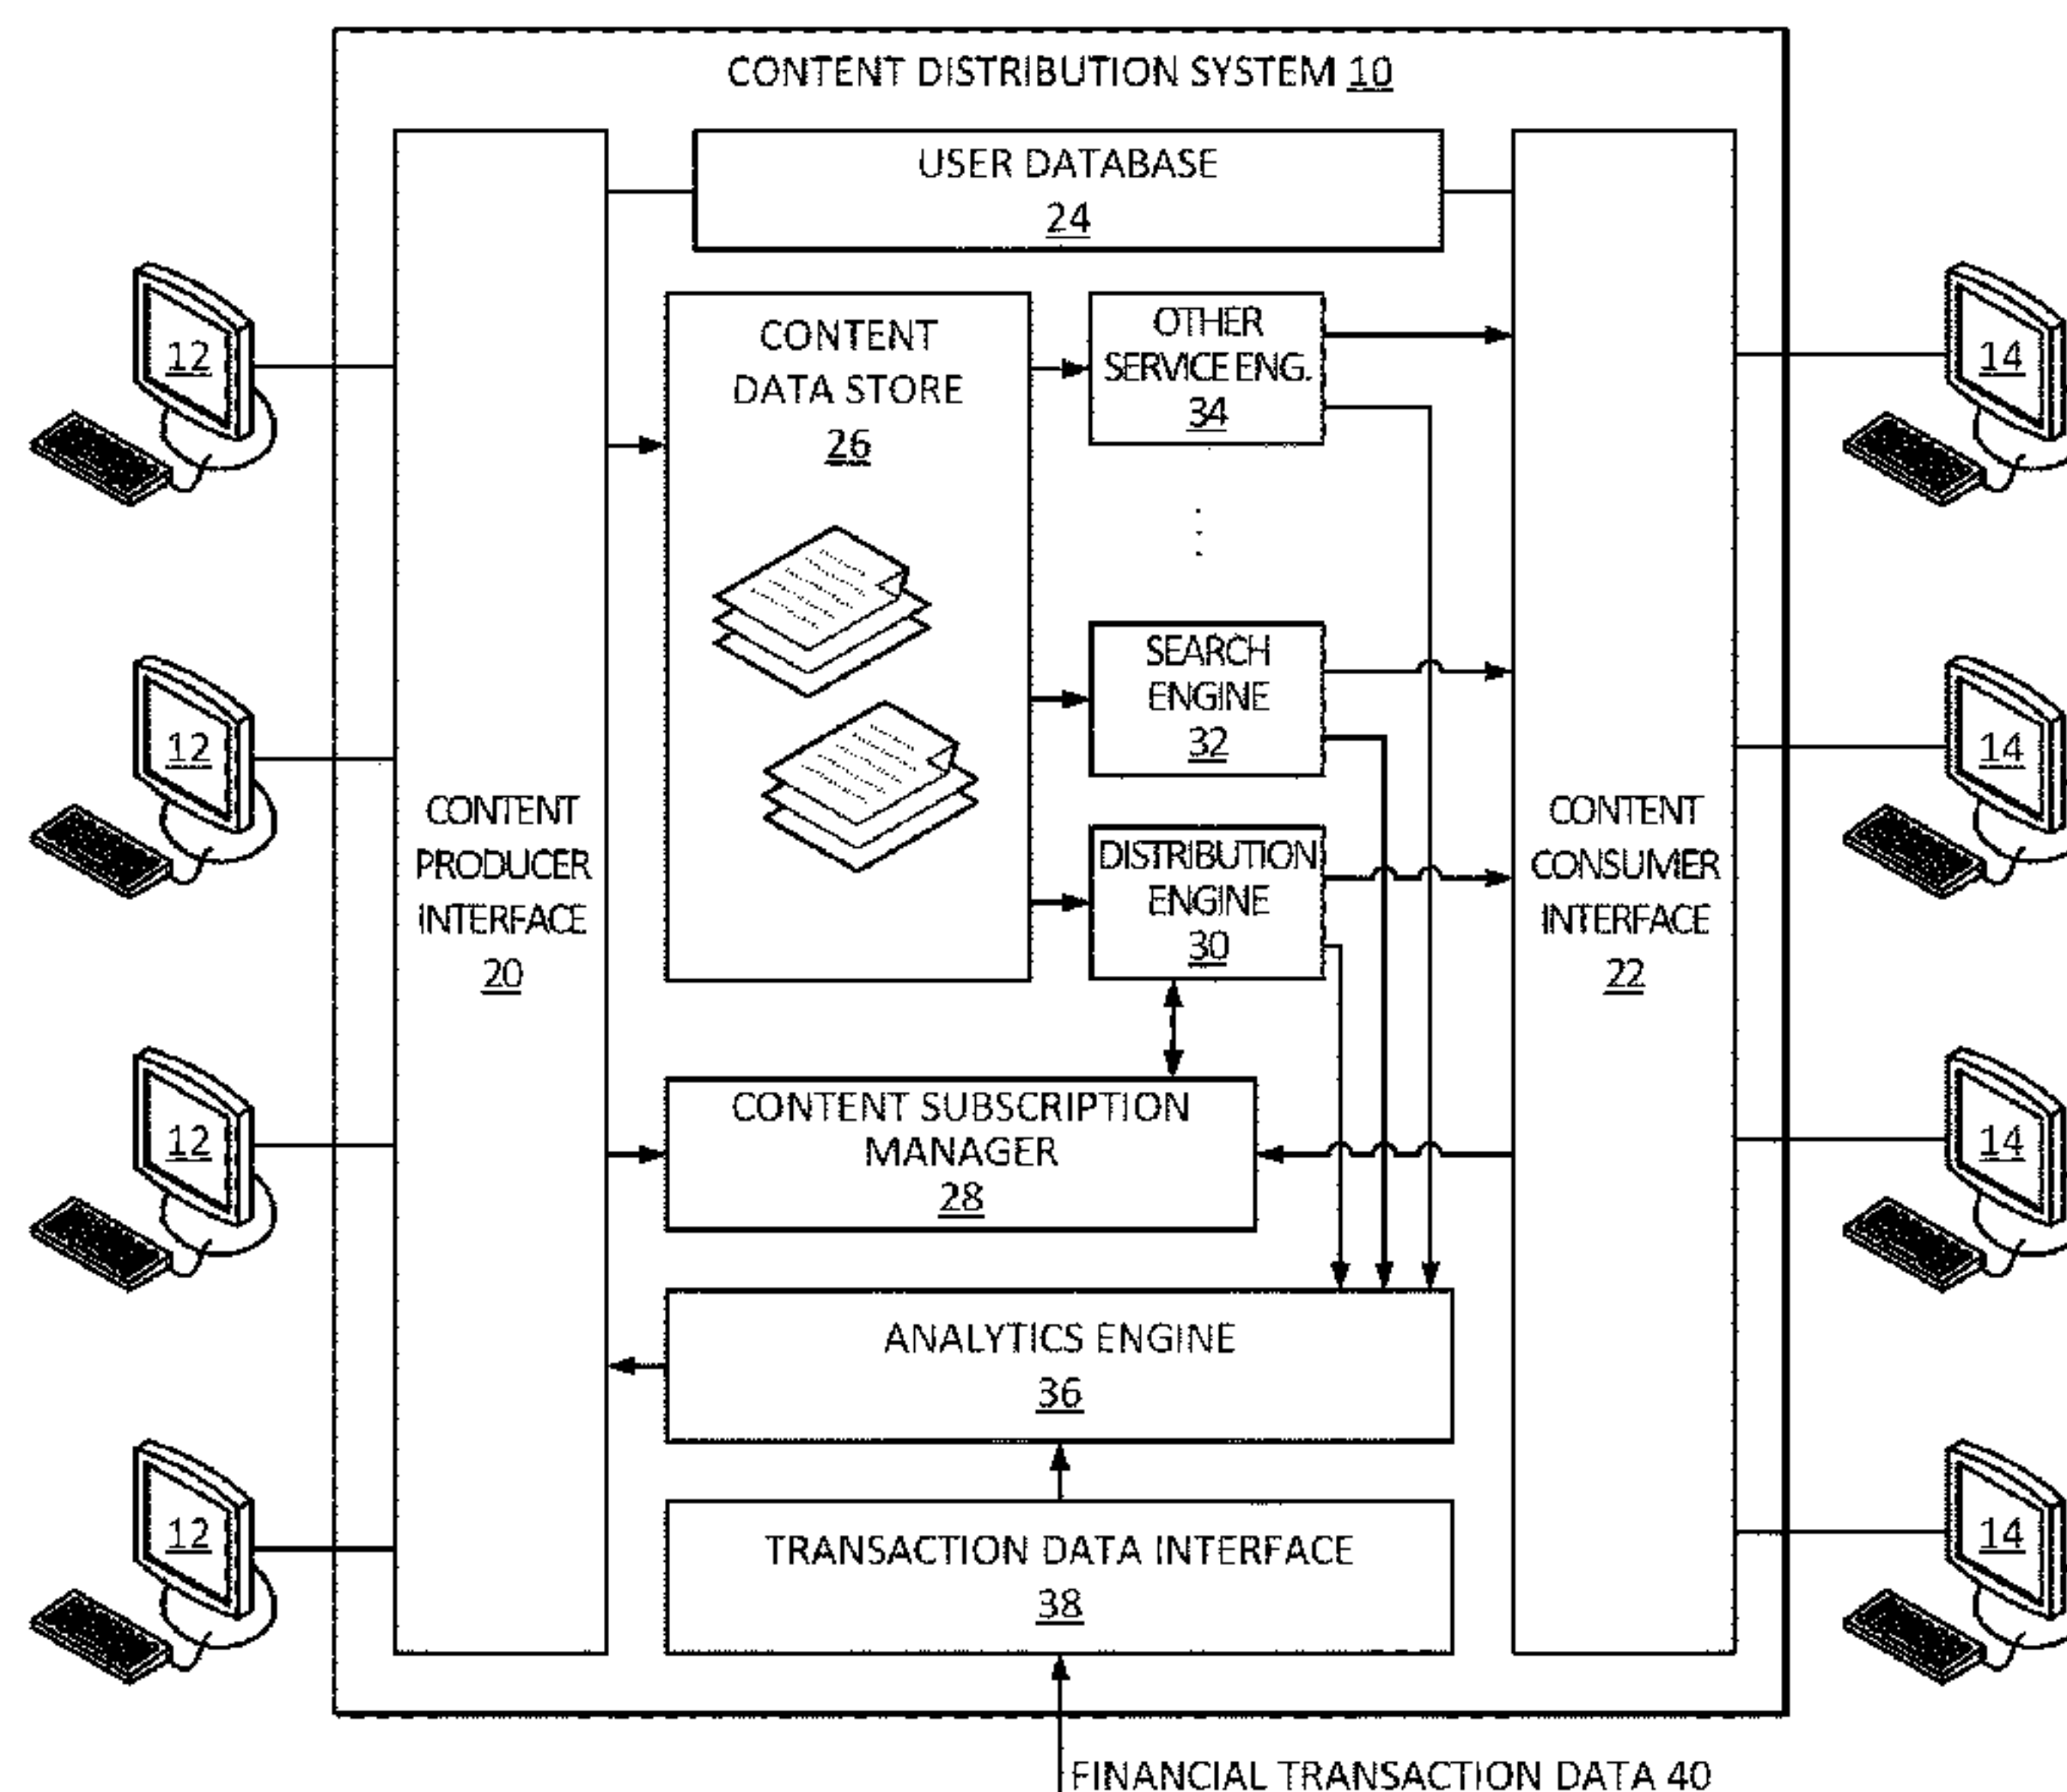 CONTENT DISTRIBUTION SYSTEM 10
USER DATABASE
24
CONTENT
DATA STORE
26
OTHER
SERVICE ENG.
34
SEARCH
ENGINE
32
DISTRIBUTION
ENGINE
30
CONTENT
PRODUCER
INTERFACE
20
CONTENT
CONSUMER
INTERFACE
22
CONTENT SUBSCRIPTION
MANAGER
28
ANALYTICS ENGINE
36
TRANSACTION DATA INTERFACE
38
FINANCIAL TRANSACTION DATA 40
12
12
12
12
14
14
14
14